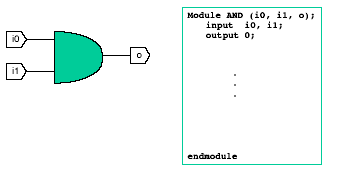 i0
i1
o
Module AND (i0, i1, o);
input i0, i1;
output 0;
.
.
.
endmodule